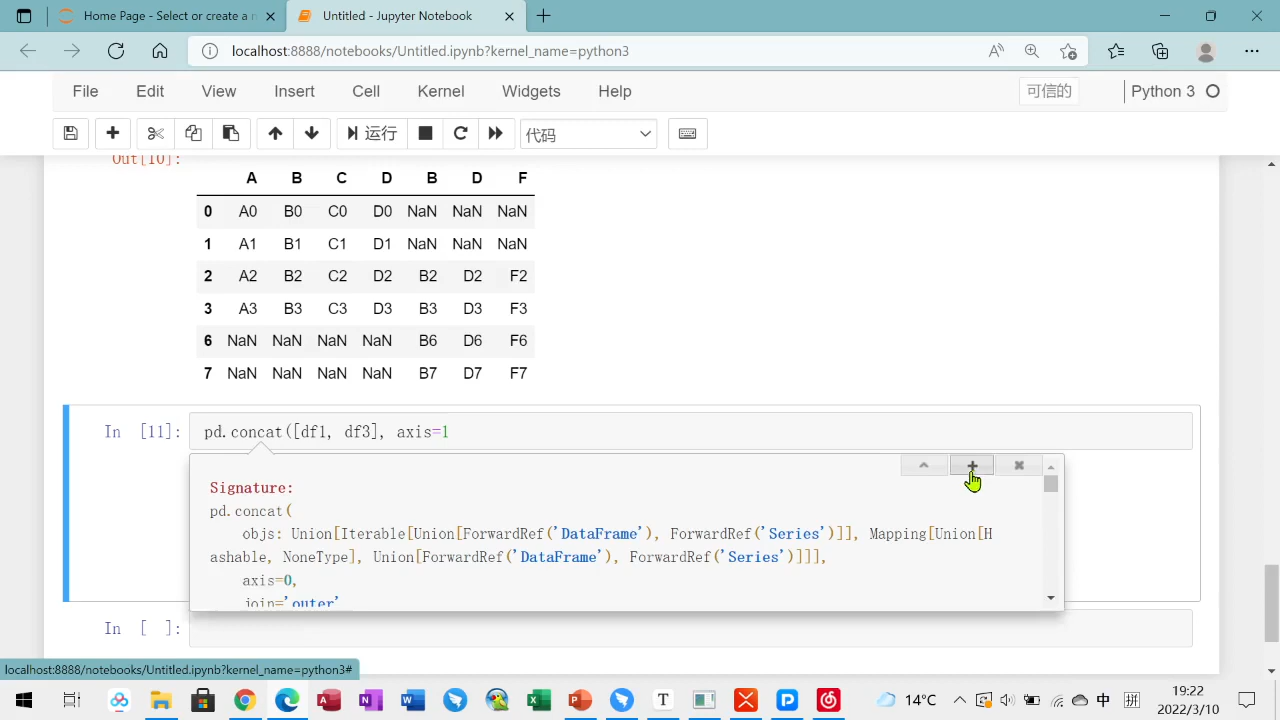 Home Page - Select or create a n
Untitled - Jupyter Notebook
localhost:8888/notebooks/Untitled.ipynb?kernel_name=python3
File Edit View Insert Cell Kernel Widgets Help 可信的 Python 3
运行 代码
Out[10]:
A B C D B D F
0 A0 B0 C0 D0 NaN NaN NaN
1 A1 B1 C1 D1 NaN NaN NaN
2 A2 B2 C2 D2 B2 D2 F2
3 A3 B3 C3 D3 B3 D3 F3
6 NaN NaN NaN NaN B6 D6 F6
7 NaN NaN NaN NaN B7 D7 F7
In [11]: pd.concat([df1, df3], axis=1
Signature:
pd.concat(
objs: Union[Iterable[Union[ForwardRef('DataFrame'), ForwardRef('Series')]], Mapping[Union[H
ashable, NoneType], Union[ForwardRef('DataFrame'), ForwardRef('Series')]]],
axis=0,
join='outer'
In [ ]:
localhost:8888/notebooks/Untitled.ipynb?kernel_name=python3#
14°C 中 拼 19:22
2022/3/10